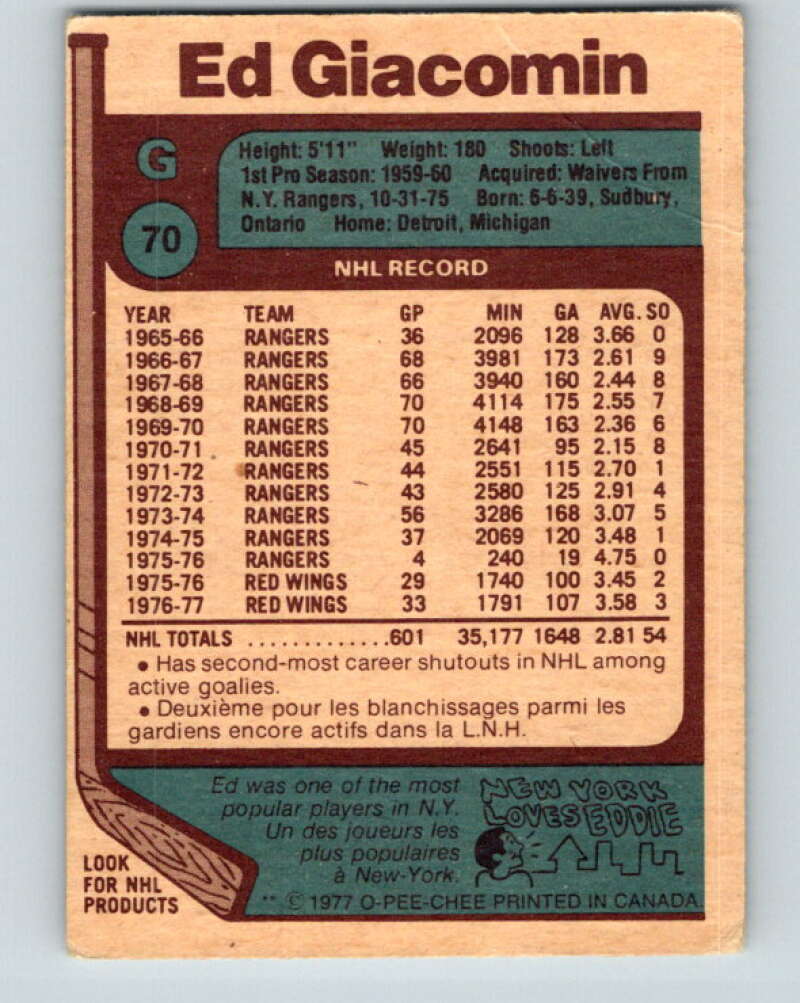 Ed Giacomin
G
70
Height: 5'11" Weight: 180 Shoots: Left
1st Pro Season: 1959-60 Acquired: Waivers From
N.Y. Rangers, 10-31-75 Born: 6-6-39, Sudbury,
Ontario Home: Detroit, Michigan
NHL RECORD
YEAR TEAM GP MIN GA AVG. SO
1965-66 RANGERS 36 2096 128 3.66 0
1966-67 RANGERS 68 3981 173 2.61 9
1967-68 RANGERS 66 3940 160 2.44 8
1968-69 RANGERS 70 4114 175 2.55 7
1969-70 RANGERS 70 4148 163 2.36 6
1970-71 RANGERS 45 2641 95 2.15 8
1971-72 RANGERS 44 2551 115 2.70 1
1972-73 RANGERS 43 2580 125 2.91 4
1973-74 RANGERS 56 3286 168 3.07 5
1974-75 RANGERS 37 2069 120 3.48 1
1975-76 RANGERS 4 240 19 4.75 0
1975-76 RED WINGS 29 1740 100 3.45 2
1976-77 RED WINGS 33 1791 107 3.58 3
NHL TOTALS .............601 35,177 1648 2.81 54
• Has second-most career shutouts in NHL among
active goalies.
• Deuxième pour les blanchissages parmi les
gardiens encore actifs dans la L.N.H.
Ed was one of the most
popular players in N.Y.
Un des joueurs les
plus populaires
à New-York.
NEW YORK
LOVES EDDIE
LOOK
FOR NHL
PRODUCTS
** © 1977 O-PEE-CHEE PRINTED IN CANADA